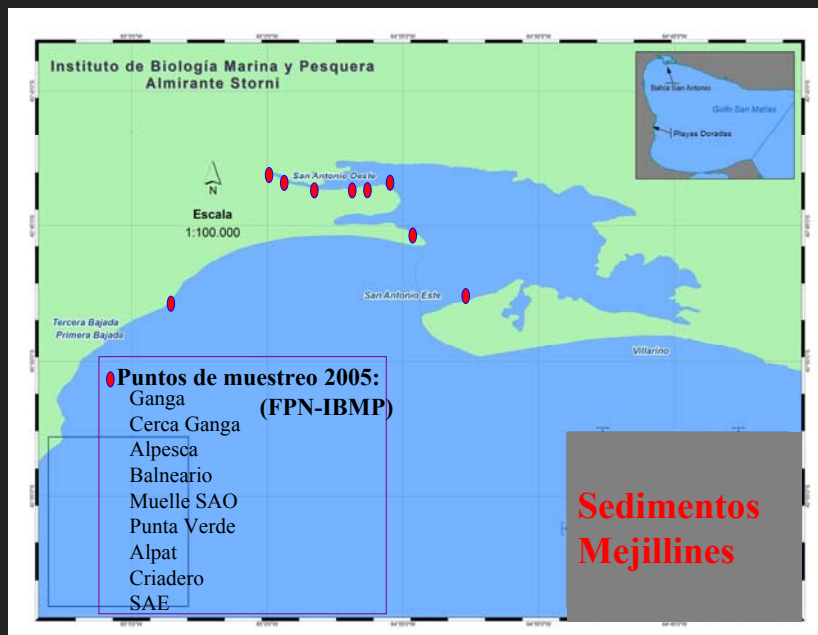 Instituto de Biología Marina y Pesquera
Almirante Storni
Bahía San Antonio
Golfo San Matías
Playas Doradas
San Antonio Oeste
N
Escala
1:100.000
San Antonio Este
Tercera Bajada
Primera Bajada
Villarino
Puntos de muestreo 2005:
(FPN-IBMP)
Ganga
Cerca Ganga
Alpesca
Balneario
Muelle SAO
Punta Verde
Alpat
Criadero
SAE
Sedimentos
Mejillines